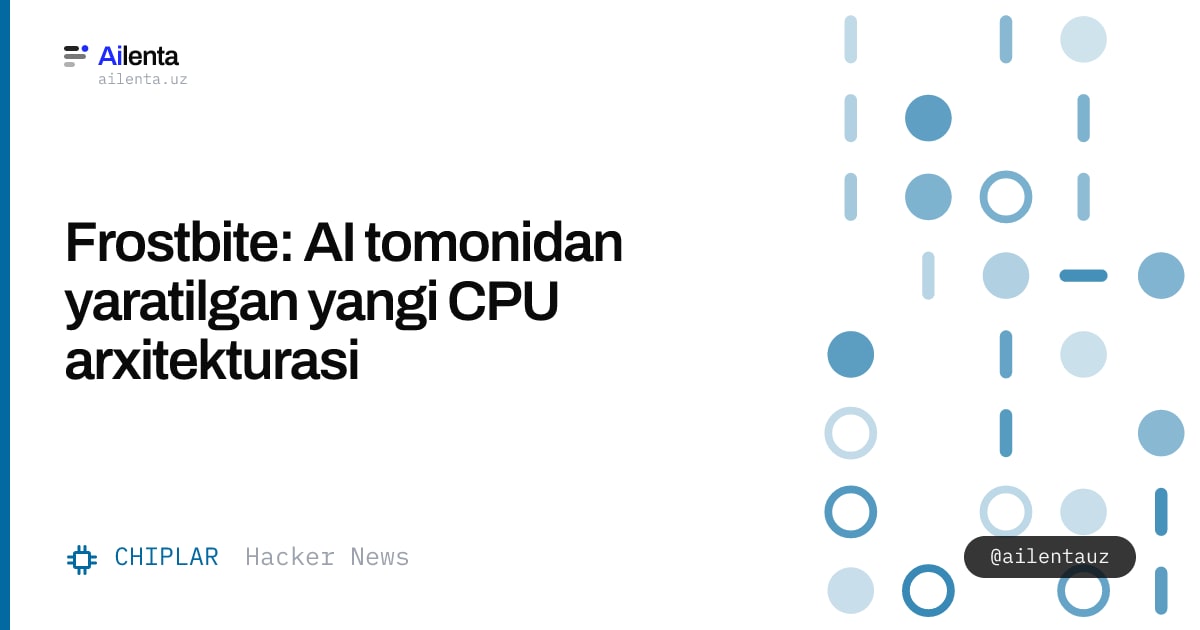 Ailenta
ailenta.uz
Frostbite: AI tomonidan
yaratilgan yangi CPU
arxitekturasi
CHIPLAR Hacker News
@ailentauz